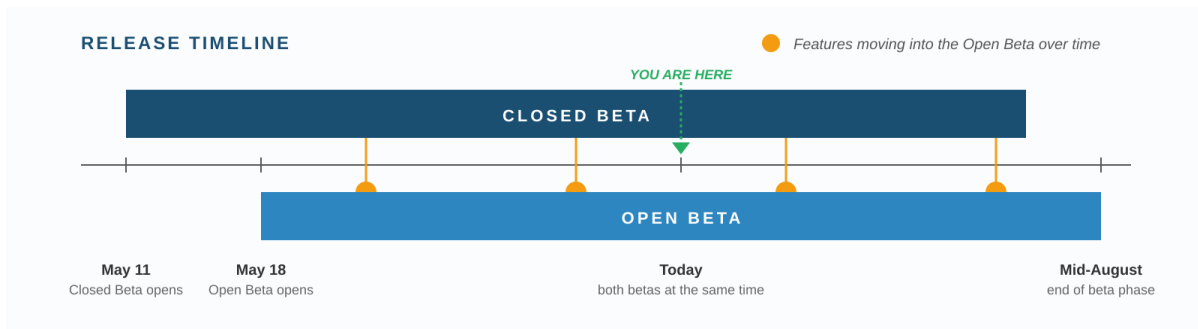 RELEASE TIMELINE
Features moving into the Open Beta over time
YOU ARE HERE
CLOSED BETA
OPEN BETA
May 11
Closed Beta opens
May 18
Open Beta opens
Today
both betas at the same time
Mid-August
end of beta phase